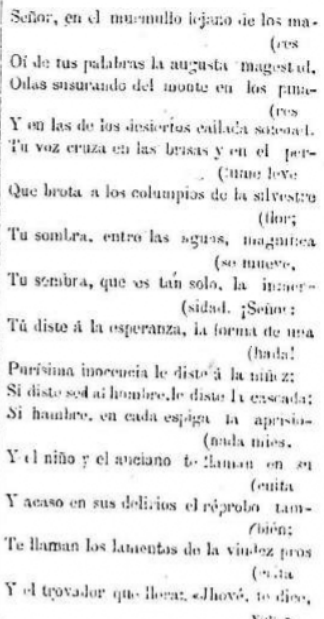 Señor, en el murmullo lejano de los ma-
(res
Oí de tus palabras la augusta magestad,
Oílas susurando del monte en los pina-
(res
Y en las de los desiertos callada soledad.
Tu voz cruza en las brisas y en el per-
(fume leve
Que brota a los columpios de la silvestre
(flor;
Tu sombra, entre las aguas, magnífica
(se mueve,
Tu sombra, que es tan solo, la inmen-
(sidad. ¡Señor:
Tú diste á la esperanza, la forma de una
(hada!
Purísima inocencia le diste á la niñez;
Si diste sed al hombre, le diste la cascada;
Si hambre, en cada espiga la aprisio-
(nada mies.
Y el niño y el anciano te llaman en su
(cuita
Y acaso en sus delirios el réprobo tam-
(bién;
Te llaman los lamentos de la viudez pros
(crita
Y el trovador que llora: «Jhové, te dice,